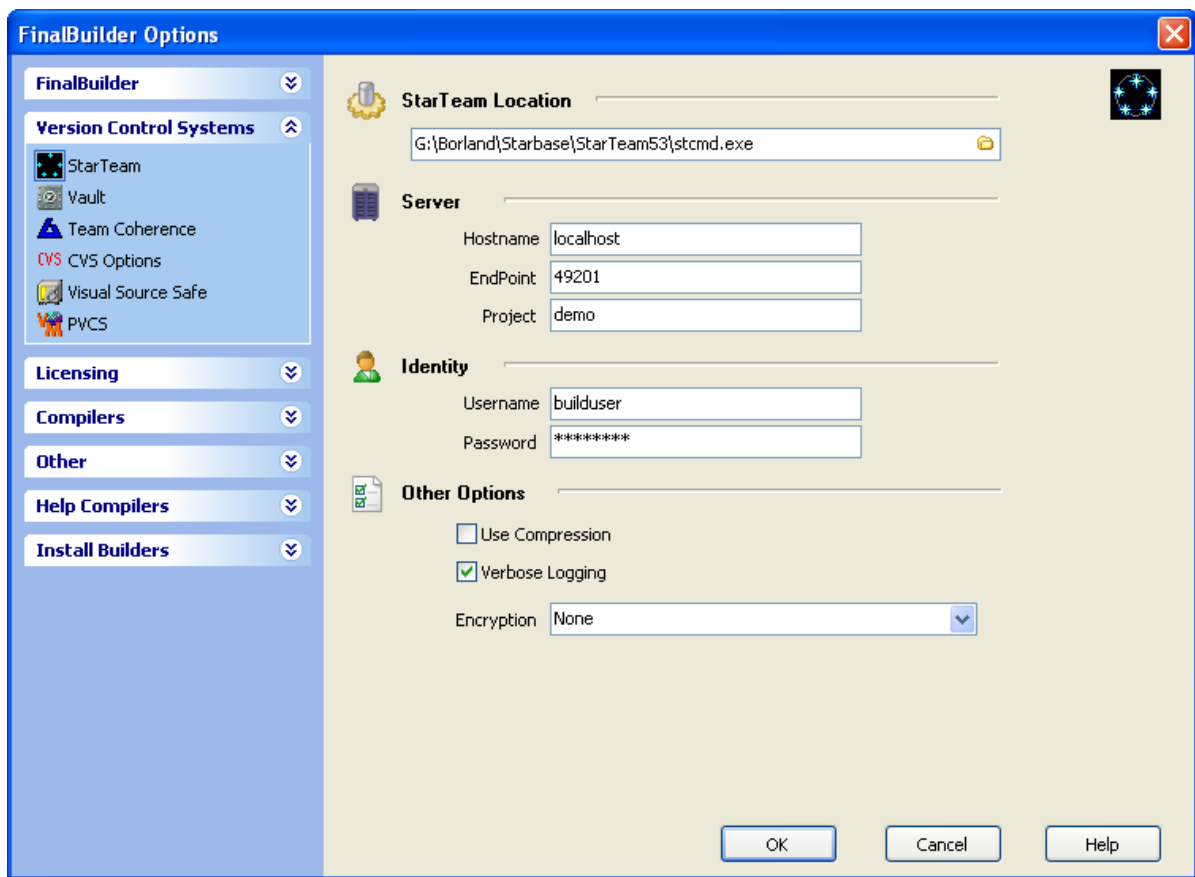 FinalBuilder Options
FinalBuilder
Version Control Systems
StarTeam
Vault
Team Coherence
CVS CVS Options
Visual Source Safe
PVCS
Licensing
Compilers
Other
Help Compilers
Install Builders
StarTeam Location
G:\Borland\Starbase\StarTeam53\stcmd.exe
Server
Hostname localhost
EndPoint 49201
Project demo
Identity
Username builduser
Password ********
Other Options
Use Compression
Verbose Logging
Encryption None
OK Cancel Help